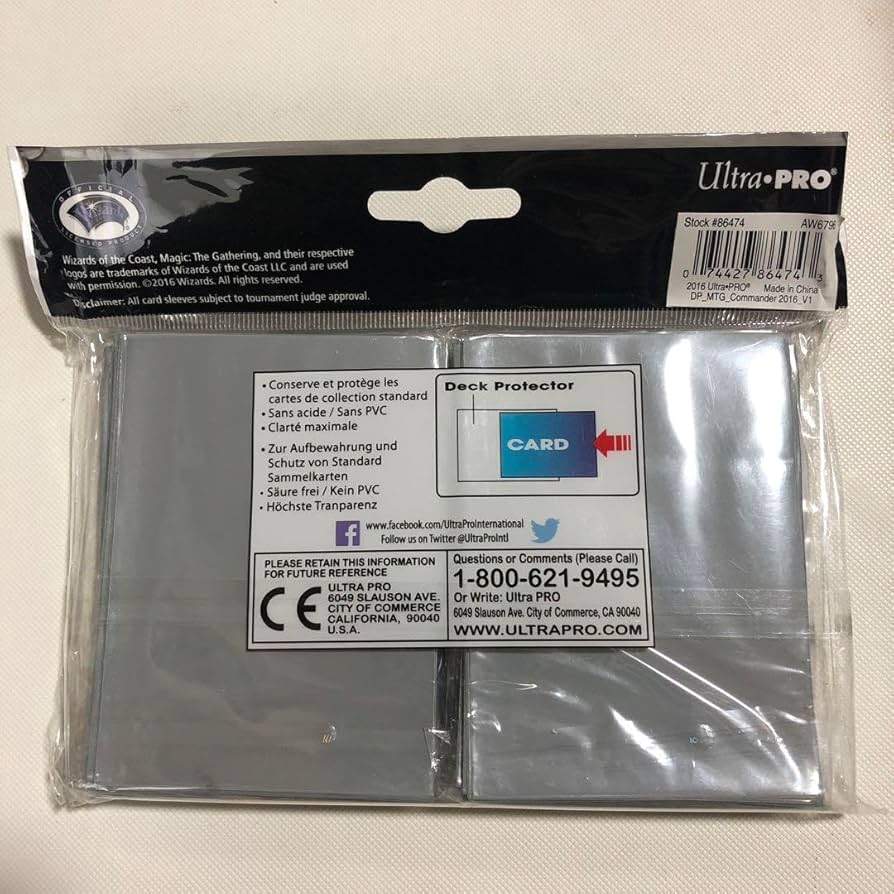 OFFICIAL
Wizards
LICENSED PRODUCT
Wizards of the Coast, Magic: The Gathering, and their respective
logos are trademarks of Wizards of the Coast LLC and are used
with permission. ©2016 Wizards. All rights reserved.
Disclaimer: All card sleeves subject to tournament judge approval.
Ultra•PRO®
Stock #86474 AW6796
0 74427 86474 3
2016 Ultra•PRO® Made in China
DP_MTG_Commander 2016_V1
• Conserve et protège les
cartes de collection standard
• Sans acide / Sans PVC
• Clarté maximale
• Zur Aufbewahrung und
Schutz von Standard
Sammelkarten
• Säure frei / Kein PVC
• Höchste Tranparenz
Deck Protector
CARD
f www.facebook.com/UltraProInternational
Follow us on Twitter @UltraProIntl
PLEASE RETAIN THIS INFORMATION
FOR FUTURE REFERENCE
CE
ULTRA PRO
6049 SLAUSON AVE.
CITY OF COMMERCE
CALIFORNIA, 90040
U.S.A.
Questions or Comments (Please Call)
1-800-621-9495
Or Write: Ultra PRO
6049 Slauson Ave. City of Commerce, CA 90040
WWW.ULTRAPRO.COM